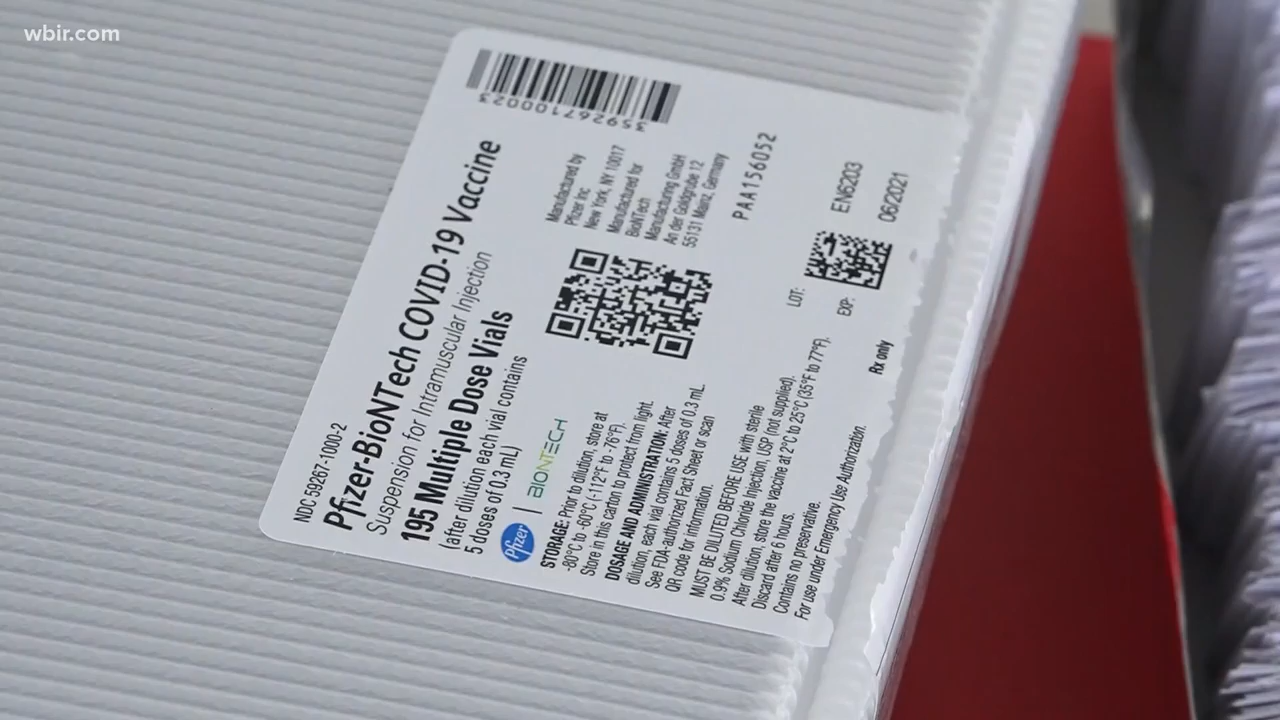 wbir.com
NDC 59267-1000-2
Pfizer-BioNTech COVID-19 Vaccine
Suspension for Intramuscular Injection
195 Multiple Dose Vials
(after dilution each vial contains
5 doses of 0.3 mL)
Pfizer | BIONTECH
STORAGE: Prior to dilution, store at
-80°C to -60°C (-112°F to -76°F).
Store in this carton to protect from light.
DOSAGE AND ADMINISTRATION: After
dilution, each vial contains 5 doses of 0.3 mL.
See FDA-authorized Fact Sheet or scan
QR code for information.
MUST BE DILUTED BEFORE USE with sterile
0.9% Sodium Chloride Injection, USP (not supplied).
After dilution, store the vaccine at 2°C to 25°C (35°F to 77°F).
Discard after 6 hours.
Contains no preservative.
For use under Emergency Use Authorization.
Rx only
Manufactured by
Pfizer Inc
New York, NY 10017
Manufactured for
BioNTech
Manufacturing GmbH
An der Goldgrube 12
55131 Mainz, Germany
PAA156052
LOT: EN6203
EXP: 06/2021
3 59267 10002 3